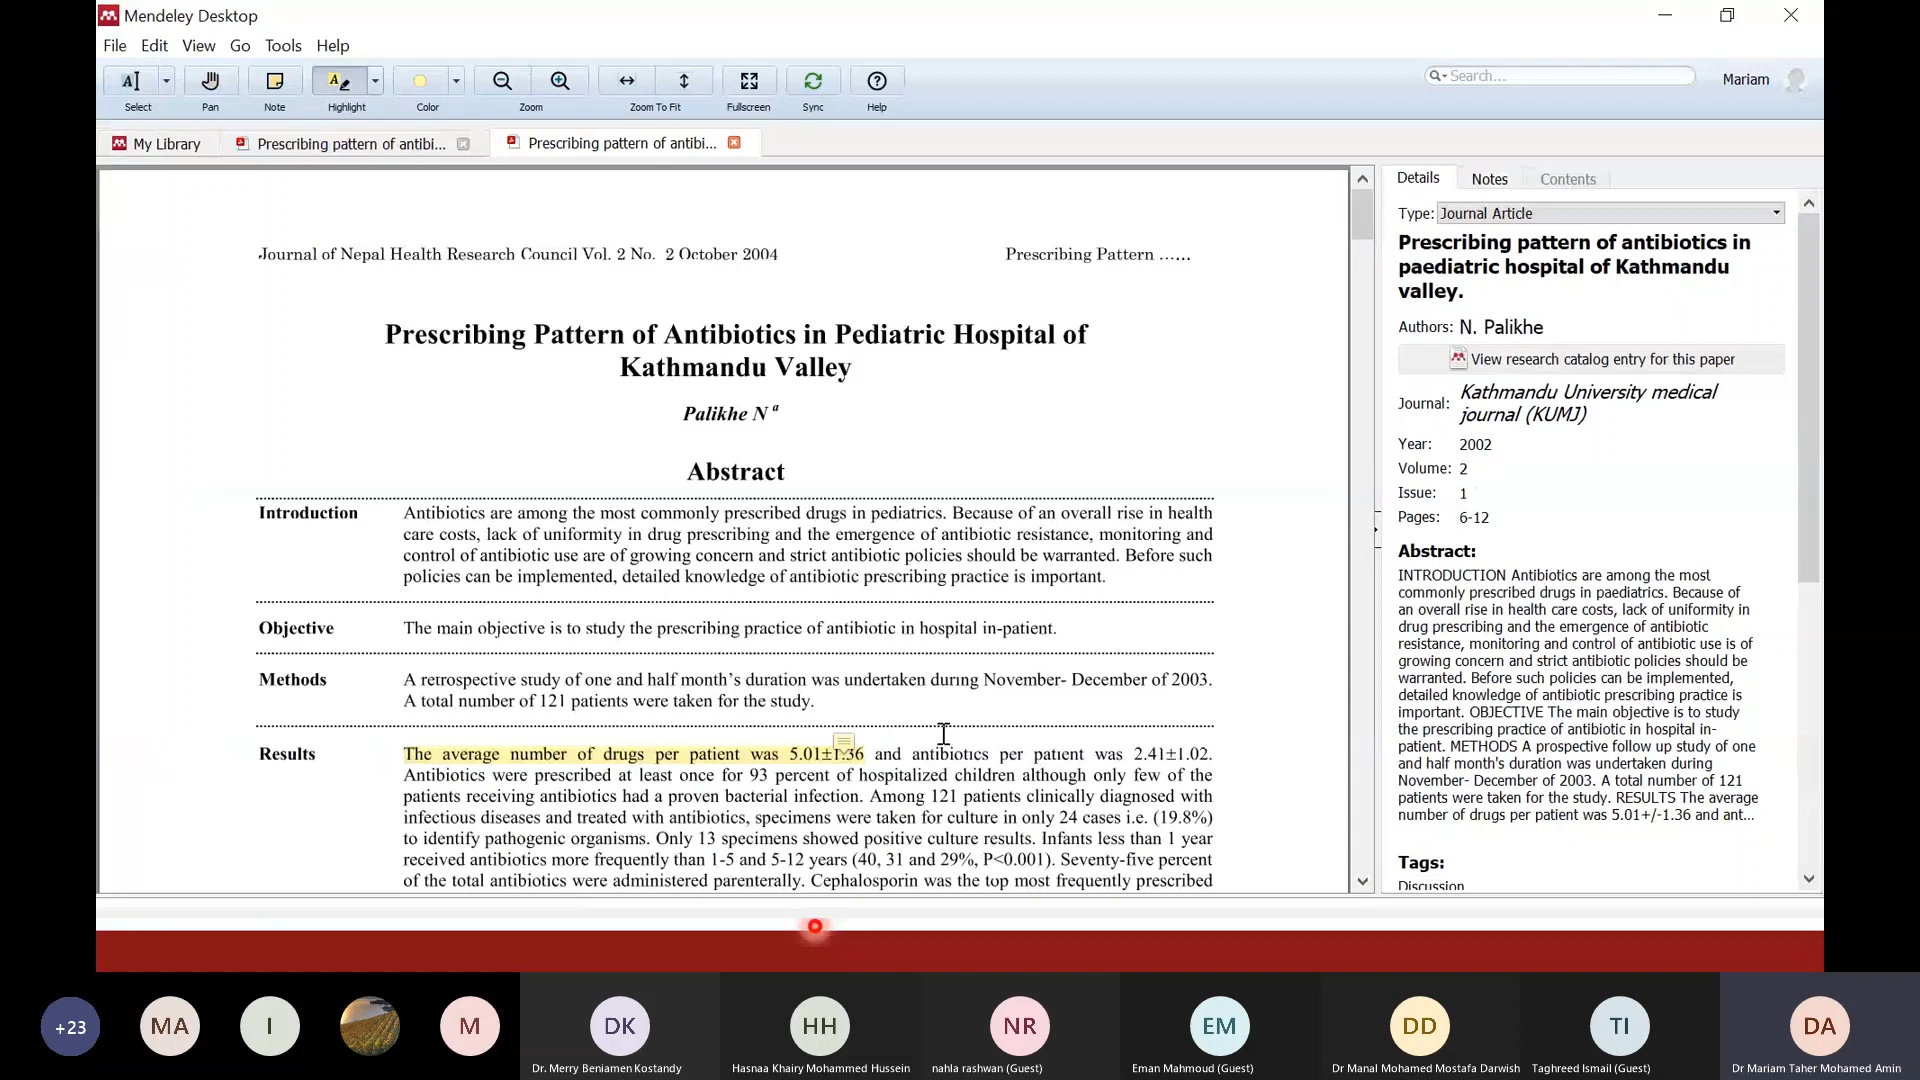 Mendeley Desktop
File Edit View Go Tools Help
Select Pan Note Highlight Color Zoom Zoom To Fit Fullscreen Sync Help
Search...
Mariam
My Library
Prescribing pattern of antibi...
Prescribing pattern of antibi...
Journal of Nepal Health Research Council Vol. 2 No. 2 October 2004
Prescribing Pattern ......
Prescribing Pattern of Antibiotics in Pediatric Hospital of
Kathmandu Valley
Palikhe N a
Abstract
Introduction
Antibiotics are among the most commonly prescribed drugs in pediatrics. Because of an overall rise in health
care costs, lack of uniformity in drug prescribing and the emergence of antibiotic resistance, monitoring and
control of antibiotic use are of growing concern and strict antibiotic policies should be warranted. Before such
policies can be implemented, detailed knowledge of antibiotic prescribing practice is important.
Objective
The main objective is to study the prescribing practice of antibiotic in hospital in-patient.
Methods
A retrospective study of one and half month's duration was undertaken during November- December of 2003.
A total number of 121 patients were taken for the study.
Results
The average number of drugs per patient was 5.01±1.36 and antibiotics per patient was 2.41±1.02.
Antibiotics were prescribed at least once for 93 percent of hospitalized children although only few of the
patients receiving antibiotics had a proven bacterial infection. Among 121 patients clinically diagnosed with
infectious diseases and treated with antibiotics, specimens were taken for culture in only 24 cases i.e. (19.8%)
to identify pathogenic organisms. Only 13 specimens showed positive culture results. Infants less than 1 year
received antibiotics more frequently than 1-5 and 5-12 years (40, 31 and 29%, P<0.001). Seventy-five percent
of the total antibiotics were administered parenterally. Cephalosporin was the top most frequently prescribed
Details Notes Contents
Type: Journal Article
Prescribing pattern of antibiotics in
paediatric hospital of Kathmandu
valley.
Authors: N. Palikhe
View research catalog entry for this paper
Journal: Kathmandu University medical
journal (KUMJ)
Year: 2002
Volume: 2
Issue: 1
Pages: 6-12
Abstract:
INTRODUCTION Antibiotics are among the most
commonly prescribed drugs in paediatrics. Because of
an overall rise in health care costs, lack of uniformity in
drug prescribing and the emergence of antibiotic
resistance, monitoring and control of antibiotic use is of
growing concern and strict antibiotic policies should be
warranted. Before such policies can be implemented,
detailed knowledge of antibiotic prescribing practice is
important. OBJECTIVE The main objective is to study
the prescribing practice of antibiotic in hospital in-
patient. METHODS A prospective follow up study of one
and half month's duration was undertaken during
November- December of 2003. A total number of 121
patients were taken for the study. RESULTS The average
number of drugs per patient was 5.01+/-1.36 and ant...
Tags:
Discussion
+23 MA I M DK HH NR EM DD TI DA
Dr. Merry Beniamen Kostandy
Hasnaa Khairy Mohammed Hussein
nahla rashwan (Guest)
Eman Mahmoud (Guest)
Dr Manal Mohamed Mostafa Darwish
Taghreed Ismail (Guest)
Dr Mariam Taher Mohamed Amin